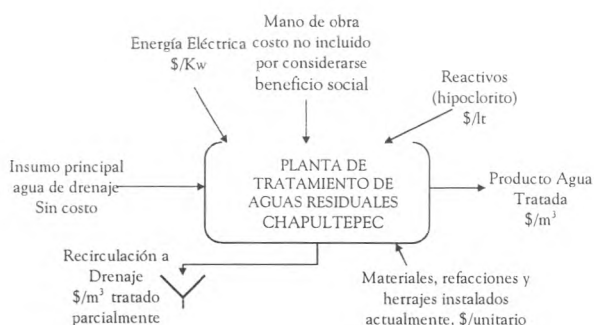 Energía Eléctrica
$/Kw
Mano de obra
costo no incluido
por considerarse
beneficio social
Reactivos
(hipoclorito)
$/lt
Insumo principal
agua de drenaje
Sin costo
PLANTA DE
TRATAMIENTO DE
AGUAS RESIDUALES
CHAPULTEPEC
Producto Agua
Tratada
$/m³
Recirculación a
Drenaje
$/m³ tratado
parcialmente
Materiales, refacciones y
herrajes instalados
actualmente. $/unitario